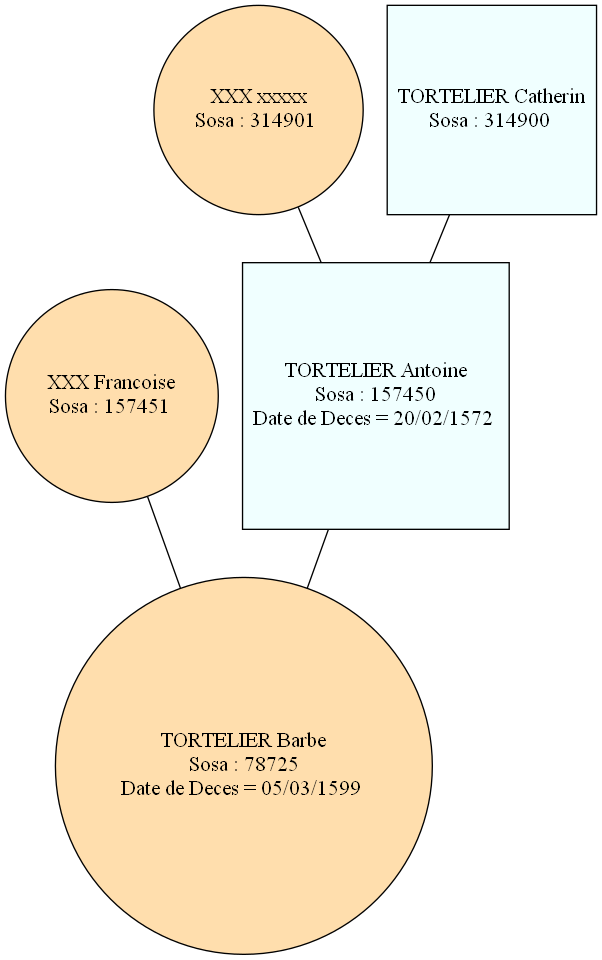 XXX xxxxx
Sosa : 314901
TORTELIER Catherin
Sosa : 314900
TORTELIER Antoine
Sosa : 157450
Date de Deces = 20/02/1572
XXX Francoise
Sosa : 157451
TORTELIER Barbe
Sosa : 78725
Date de Deces = 05/03/1599